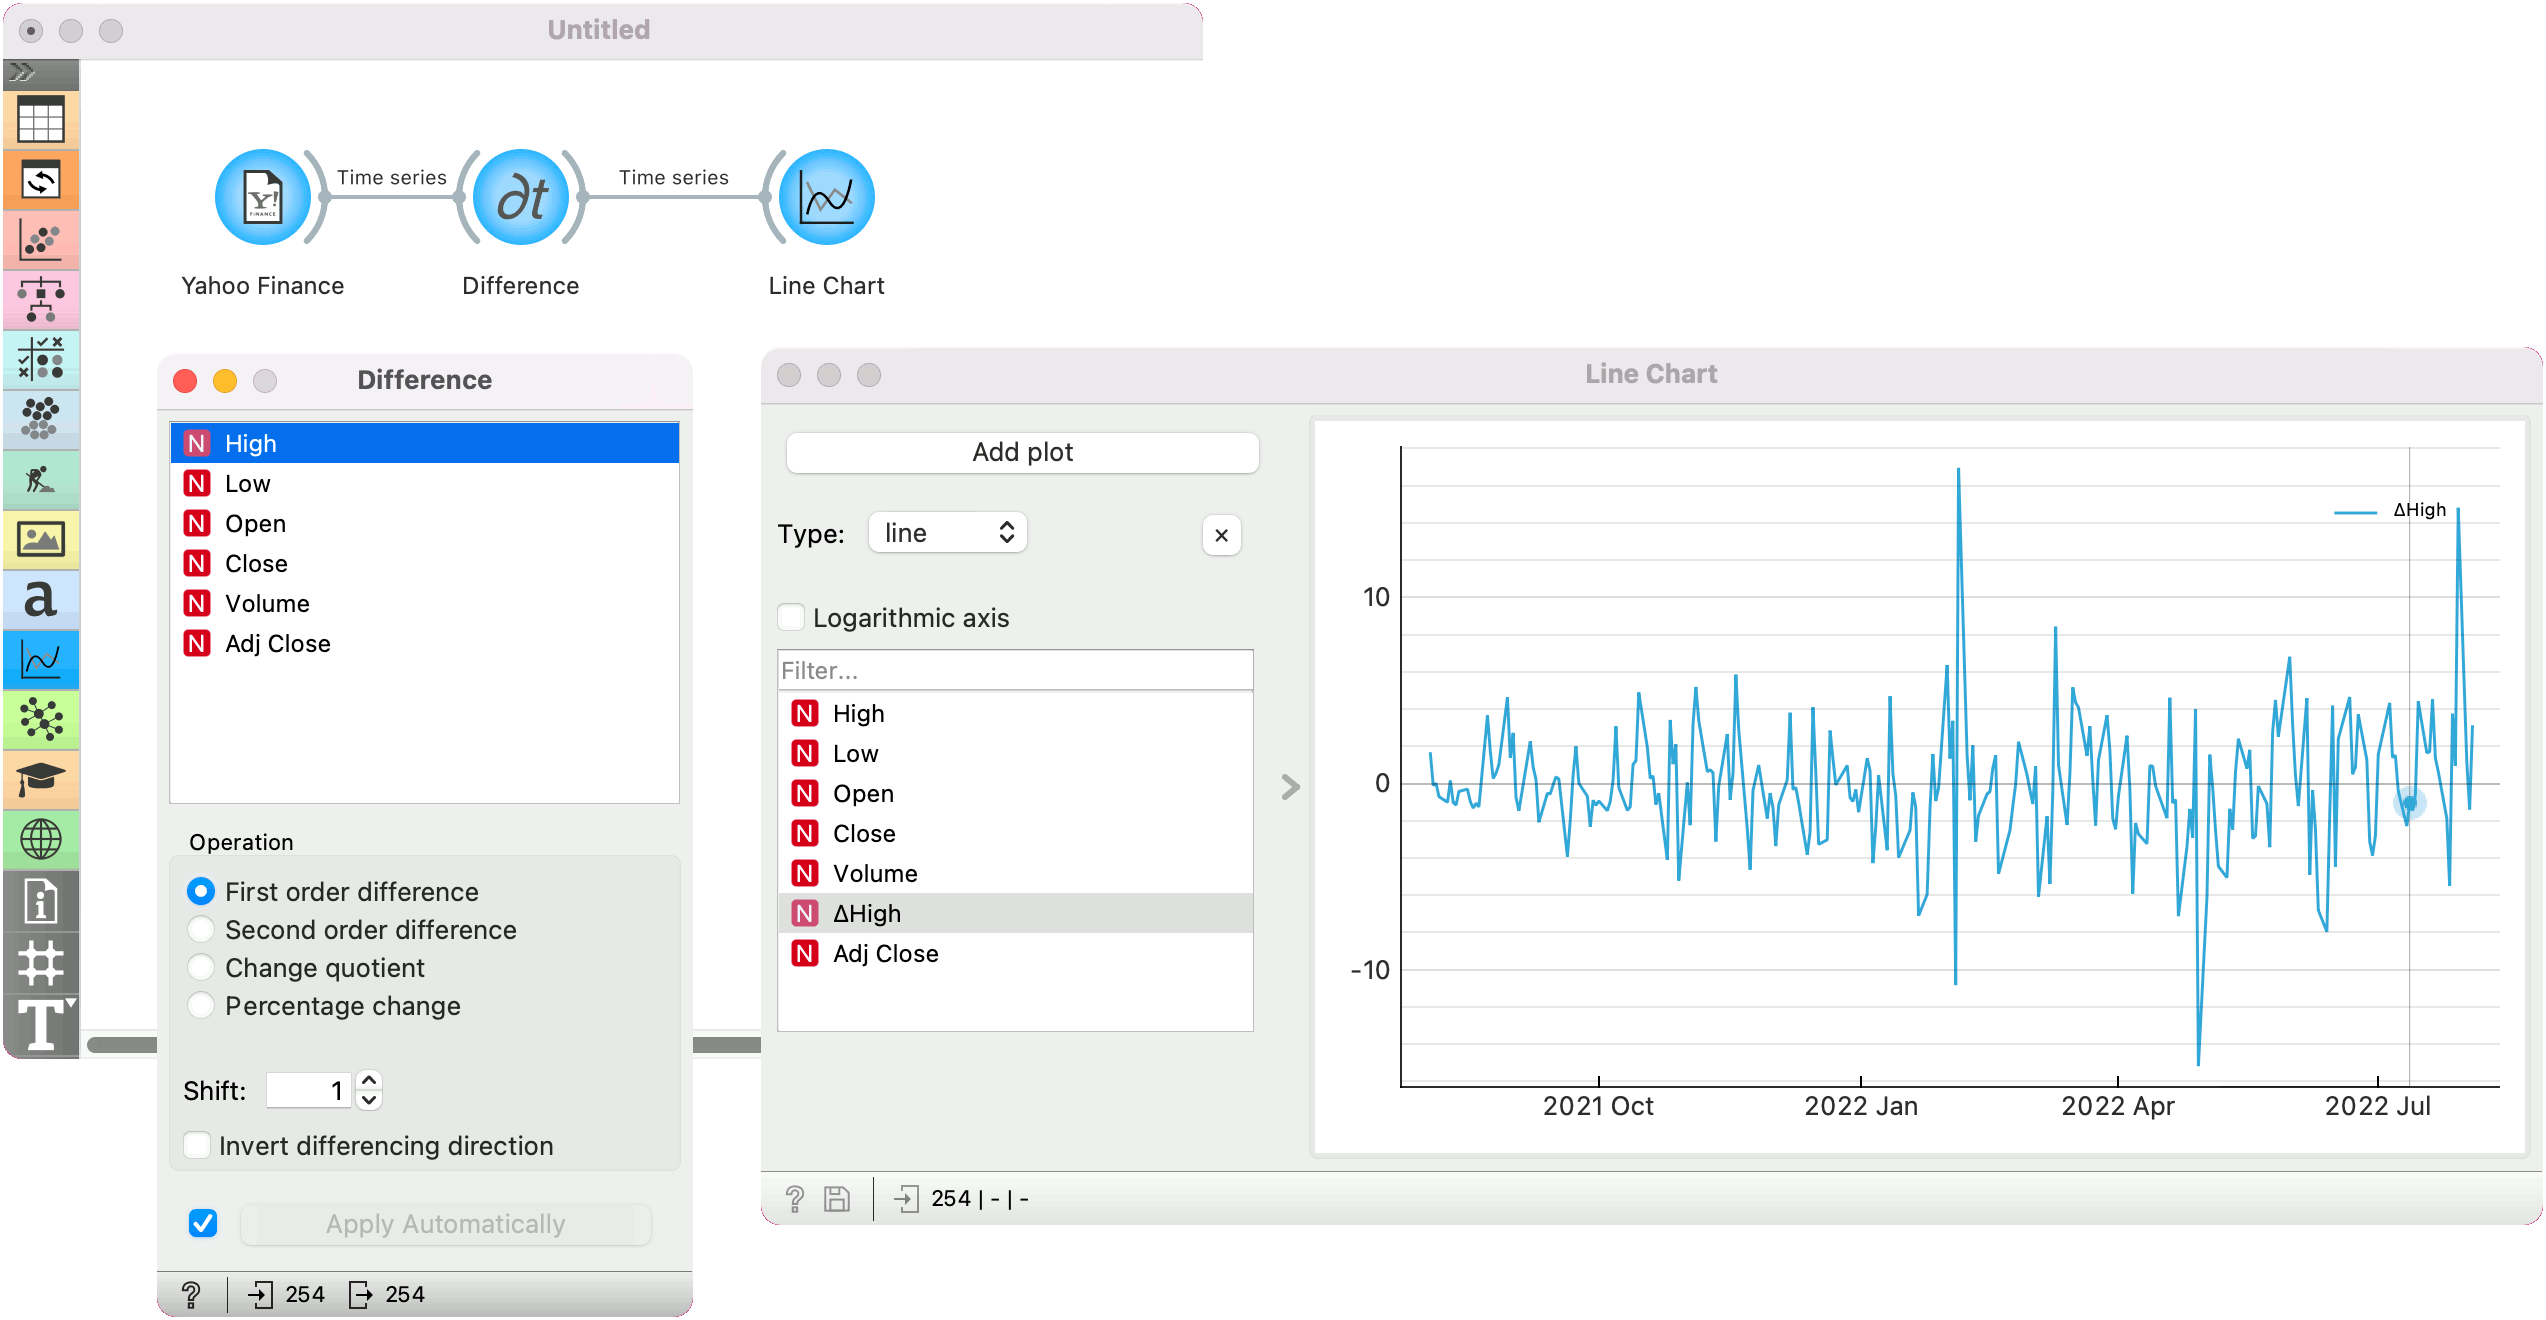 Untitled
Time series
Time series
Y!
FINANCE
∂t
Yahoo Finance
Difference
Line Chart
a
T
Difference
N High
N Low
N Open
N Close
N Volume
N Adj Close
Operation
First order difference
Second order difference
Change quotient
Percentage change
Shift: 1
Invert differencing direction
Apply Automatically
? 254 254
Line Chart
Add plot
Type: line ×
Logarithmic axis
Filter...
N High
N Low
N Open
N Close
N Volume
N ΔHigh
N Adj Close
ΔHigh
10
0
-10
2021 Oct 2022 Jan 2022 Apr 2022 Jul
? 254 | - | -